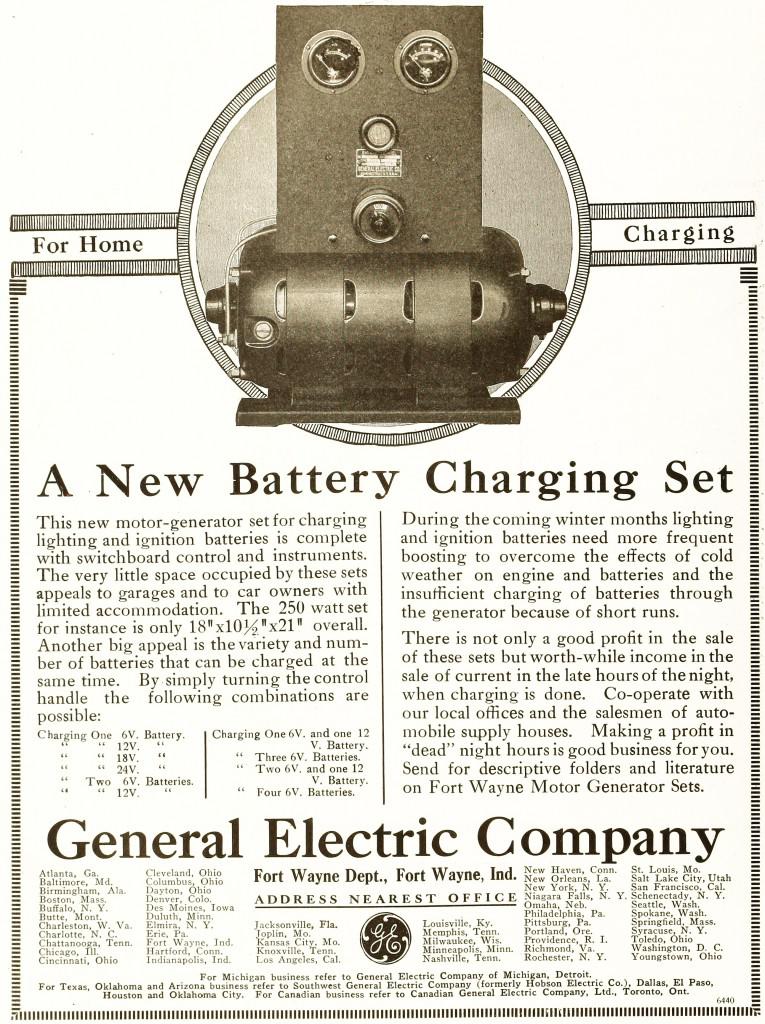 GENERAL ELECTRIC CO.
For Home
Charging
A New Battery Charging Set
This new motor-generator set for charging
lighting and ignition batteries is complete
with switchboard control and instruments.
The very little space occupied by these sets
appeals to garages and to car owners with
limited accommodation. The 250 watt set
for instance is only 18"x10½"x21" overall.
Another big appeal is the variety and num-
ber of batteries that can be charged at the
same time. By simply turning the control
handle the following combinations are
possible:
Charging One 6V. Battery.
“ “ 12V. “
“ “ 18V. “
“ “ 24V. “
“ Two 6V. Batteries.
“ “ 12V. “
Charging One 6V. and one 12
V. Battery.
“ Three 6V. Batteries.
“ Two 6V. and one 12
V. Battery.
“ Four 6V. Batteries.
During the coming winter months lighting
and ignition batteries need more frequent
boosting to overcome the effects of cold
weather on engine and batteries and the
insufficient charging of batteries through
the generator because of short runs.
There is not only a good profit in the sale
of these sets but worth-while income in the
sale of current in the late hours of the night,
when charging is done. Co-operate with
our local offices and the salesmen of auto-
mobile supply houses. Making a profit in
“dead” night hours is good business for you.
Send for descriptive folders and literature
on Fort Wayne Motor Generator Sets.
General Electric Company
Atlanta, Ga.
Baltimore, Md.
Birmingham, Ala.
Boston, Mass.
Buffalo, N. Y.
Butte, Mont.
Charleston, W. Va.
Charlotte, N. C.
Chattanooga, Tenn.
Chicago, Ill.
Cincinnati, Ohio
Cleveland, Ohio
Columbus, Ohio
Dayton, Ohio
Denver, Colo.
Des Moines, Iowa
Duluth, Minn.
Elmira, N. Y.
Erie, Pa.
Fort Wayne, Ind.
Hartford, Conn.
Indianapolis, Ind.
Fort Wayne Dept., Fort Wayne, Ind.
ADDRESS NEAREST OFFICE
Jacksonville, Fla.
Joplin, Mo.
Kansas City, Mo.
Knoxville, Tenn.
Los Angeles, Cal.
GE
Louisville, Ky.
Memphis, Tenn.
Milwaukee, Wis.
Minneapolis, Minn.
Nashville, Tenn.
New Haven, Conn.
New Orleans, La.
New York, N. Y.
Niagara Falls, N. Y.
Omaha, Neb.
Philadelphia, Pa.
Pittsburg, Pa.
Portland, Ore.
Providence, R. I.
Richmond, Va.
Rochester, N. Y.
St. Louis, Mo.
Salt Lake City, Utah
San Francisco, Cal.
Schenectady, N. Y.
Seattle, Wash.
Spokane, Wash.
Springfield, Mass.
Syracuse, N. Y.
Toledo, Ohio
Washington, D. C.
Youngstown, Ohio
For Michigan business refer to General Electric Company of Michigan, Detroit.
For Texas, Oklahoma and Arizona business refer to Southwest General Electric Company (formerly Hobson Electric Co.), Dallas, El Paso,
Houston and Oklahoma City. For Canadian business refer to Canadian General Electric Company, Ltd., Toronto, Ont.
6440